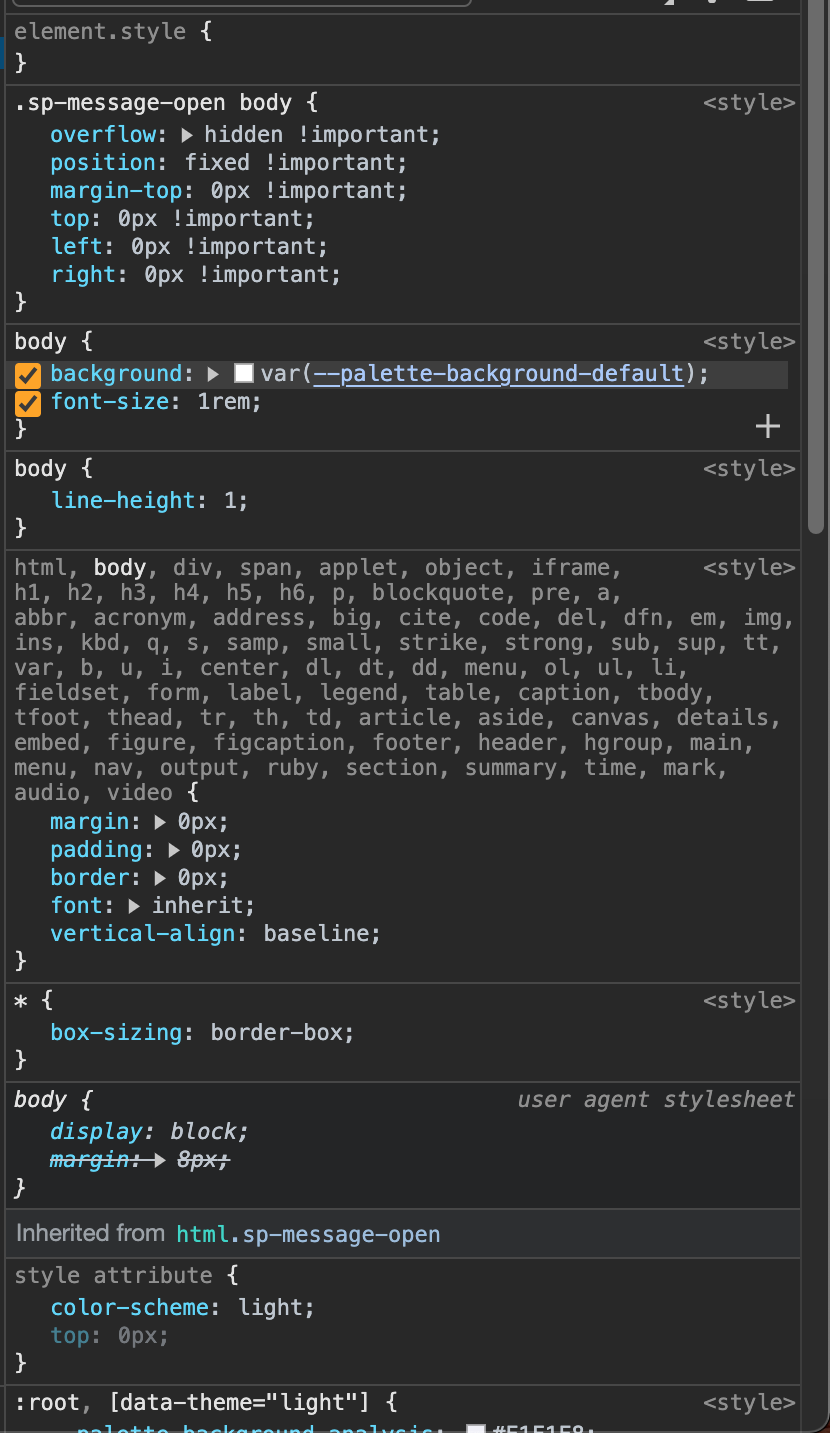 element.style {
}
.sp-message-open body { <style>
overflow: hidden !important;
position: fixed !important;
margin-top: 0px !important;
top: 0px !important;
left: 0px !important;
right: 0px !important;
}
body { <style>
background: var(--palette-background-default);
font-size: 1rem;
}
body { <style>
line-height: 1;
}
html, body, div, span, applet, object, iframe, <style>
h1, h2, h3, h4, h5, h6, p, blockquote, pre, a,
abbr, acronym, address, big, cite, code, del, dfn, em, img,
ins, kbd, q, s, samp, small, strike, strong, sub, sup, tt,
var, b, u, i, center, dl, dt, dd, menu, ol, ul, li,
fieldset, form, label, legend, table, caption, tbody,
tfoot, thead, tr, th, td, article, aside, canvas, details,
embed, figure, figcaption, footer, header, hgroup, main,
menu, nav, output, ruby, section, summary, time, mark,
audio, video {
margin: 0px;
padding: 0px;
border: 0px;
font: inherit;
vertical-align: baseline;
}
* { <style>
box-sizing: border-box;
}
body { user agent stylesheet
display: block;
margin: 8px;
}
Inherited from html.sp-message-open
style attribute {
color-scheme: light;
top: 0px;
}
:root, [data-theme="light"] { <style>